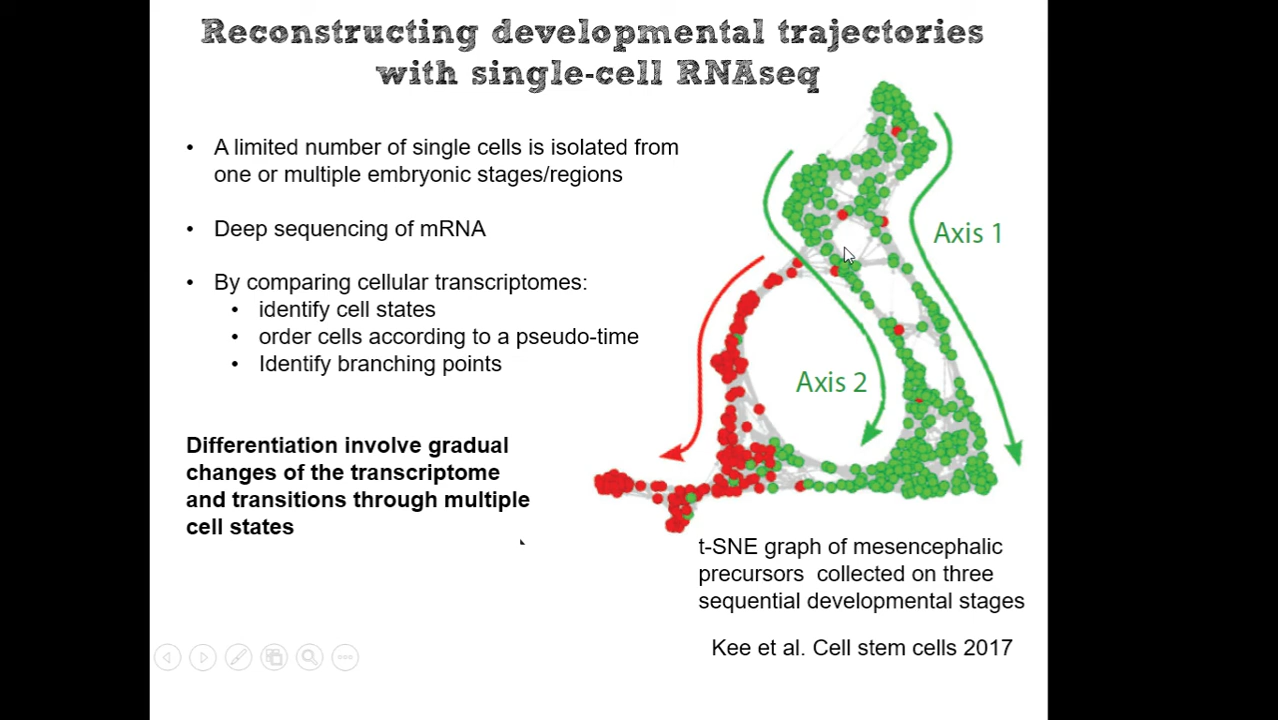 Reconstructing developmental trajectories
with single-cell RNAseq
• A limited number of single cells is isolated from
one or multiple embryonic stages/regions
• Deep sequencing of mRNA
• By comparing cellular transcriptomes:
• identify cell states
• order cells according to a pseudo-time
• Identify branching points
Differentiation involve gradual
changes of the transcriptome
and transitions through multiple
cell states
Axis 1
Axis 2
t-SNE graph of mesencephalic
precursors collected on three
sequential developmental stages
Kee et al. Cell stem cells 2017